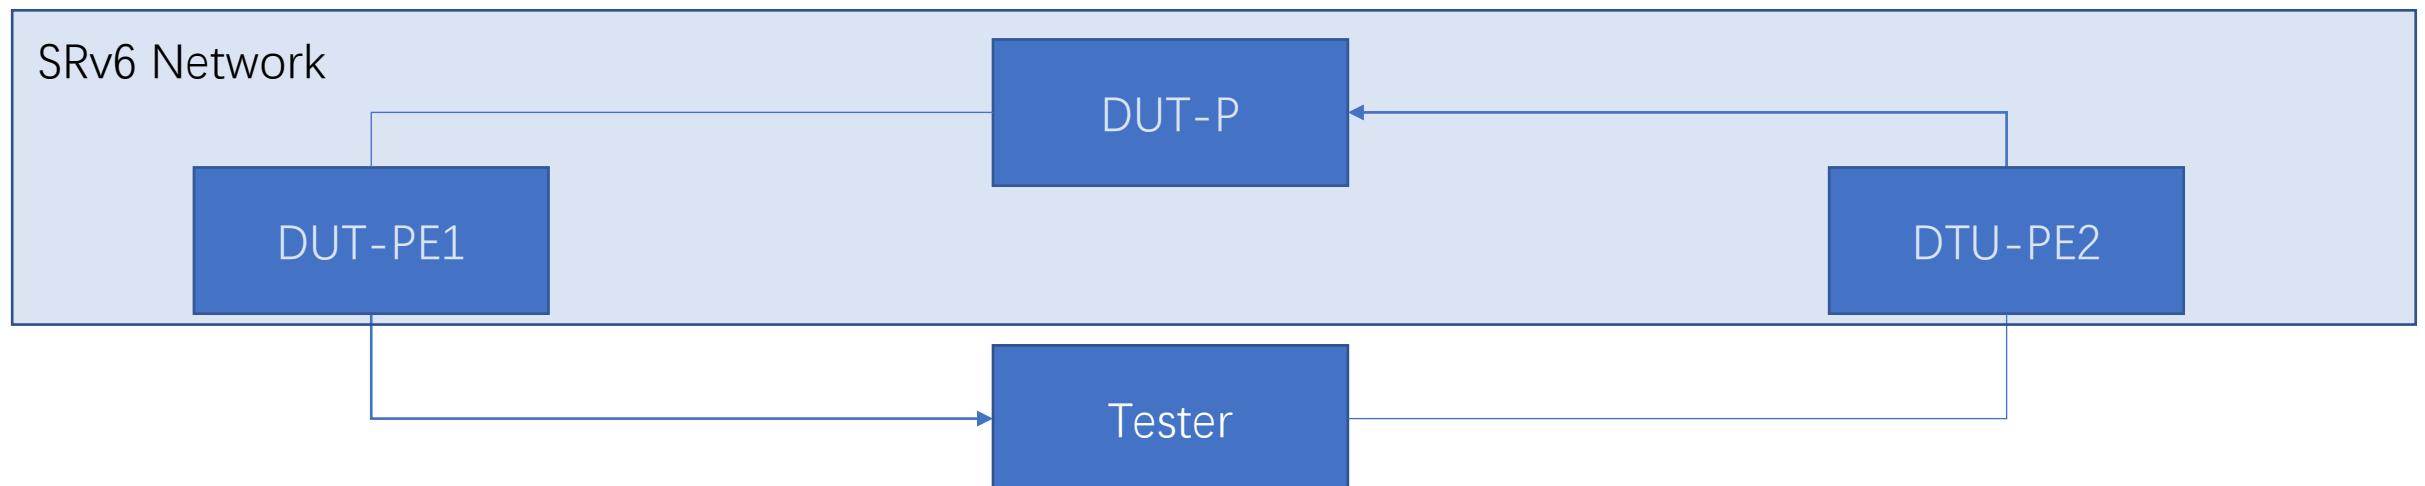 SRv6 Network
DUT-P
DUT-PE1
DTU-PE2
Tester